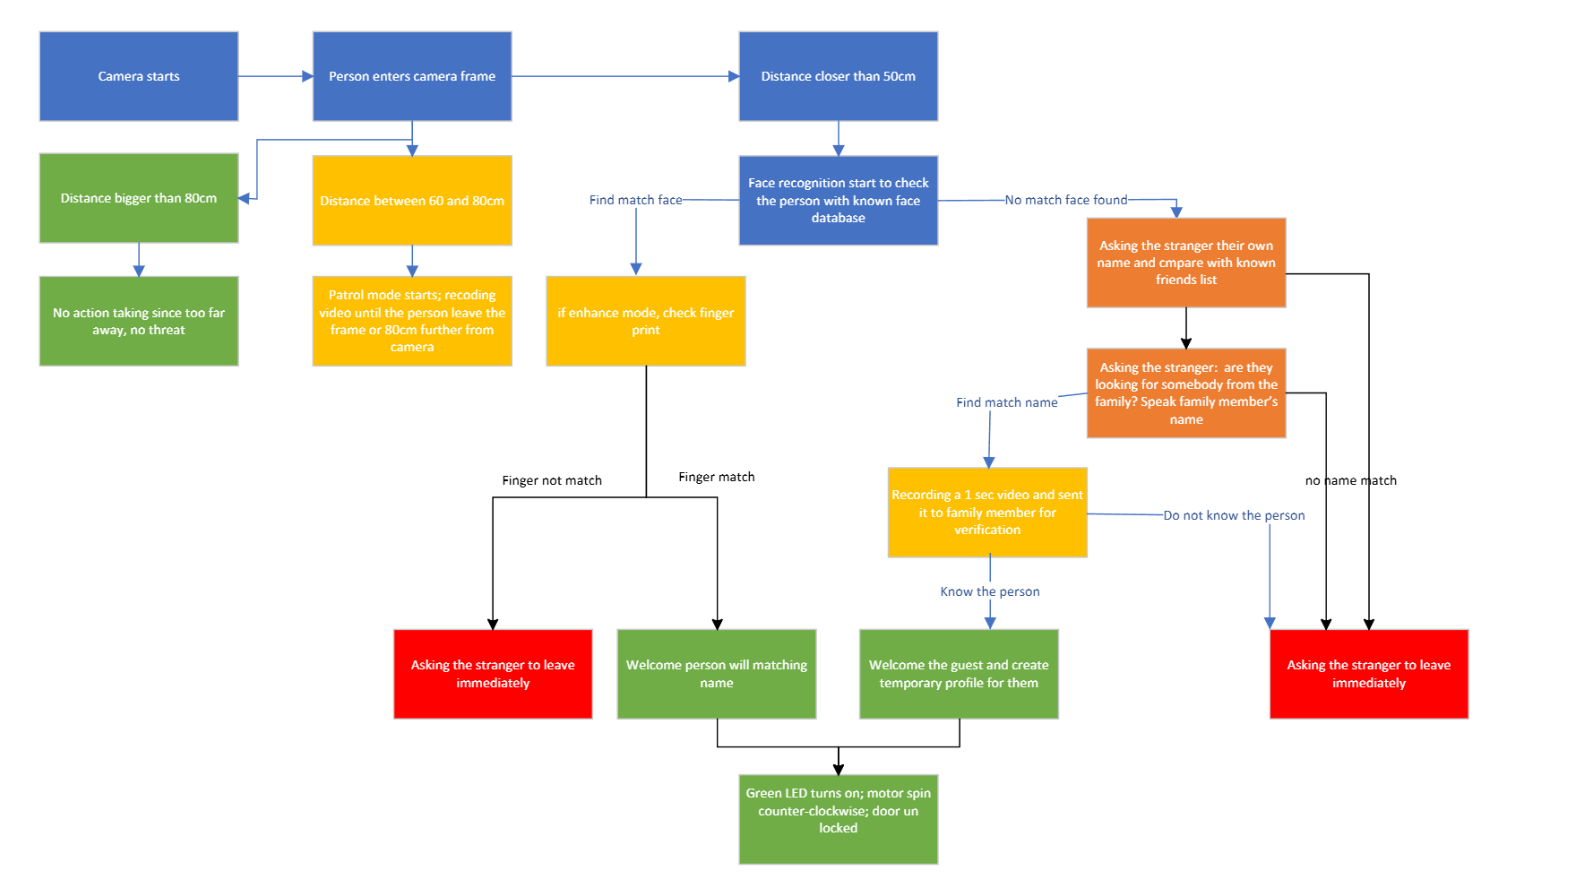 Camera starts
Person enters camera frame
Distance closer than 50cm
Distance bigger than 80cm
Distance between 60 and 80cm
Face recognition start to check
the person with known face
database
Find match face
No match face found
Asking the stranger their own
name and cmpare with known
friends list
No action taking since too far
away, no threat
Patrol mode starts; recoding
video until the person leave the
frame or 80cm further from
camera
if enhance mode, check finger
print
Asking the stranger:  are they
looking for somebody from the
family? Speak family member's
name
Find match name
Finger not match
Finger match
no name match
Recording a 1 sec video and sent
it to family member for
verification
Do not know the person
Know the person
Asking the stranger to leave
immediately
Welcome person will matching
name
Welcome the guest and create
temporary profile for them
Asking the stranger to leave
immediately
Green LED turns on; motor spin
counter-clockwise; door un
locked